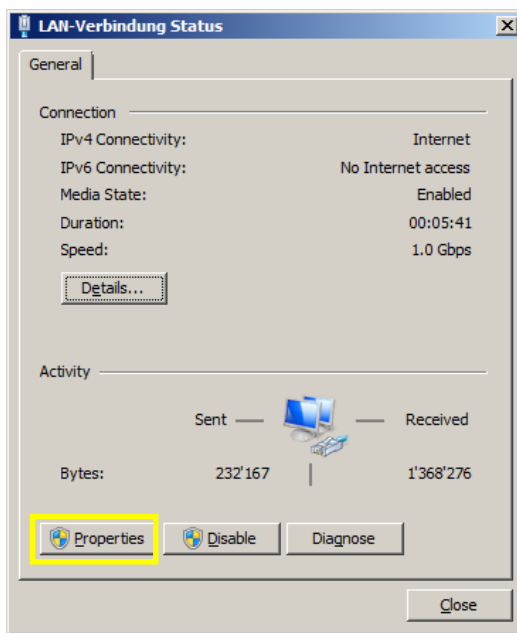 LAN-Verbindung Status
General
Connection
IPv4 Connectivity: Internet
IPv6 Connectivity: No Internet access
Media State: Enabled
Duration: 00:05:41
Speed: 1.0 Gbps
Details...
Activity
Sent Received
Bytes: 232'167 1'368'276
Properties Disable Diagnose
Close